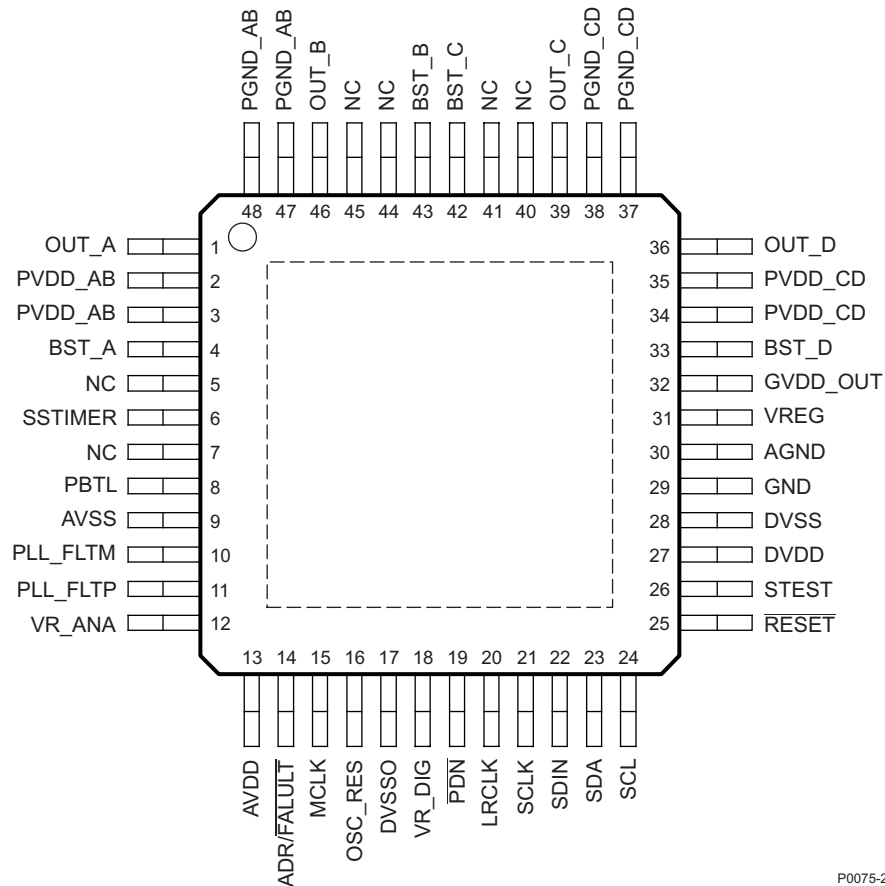 PGND_AB
PGND_AB
OUT_B
NC
NC
BST_B
BST_C
NC
NC
OUT_C
PGND_CD
PGND_CD
48 47 46 45 44 43 42 41 40 39 38 37
OUT_A 1
PVDD_AB 2
PVDD_AB 3
BST_A 4
NC 5
SSTIMER 6
NC 7
PBTL 8
AVSS 9
PLL_FLTM 10
PLL_FLTP 11
VR_ANA 12
36 OUT_D
35 PVDD_CD
34 PVDD_CD
33 BST_D
32 GVDD_OUT
31 VREG
30 AGND
29 GND
28 DVSS
27 DVDD
26 STEST
25 RESET
13 14 15 16 17 18 19 20 21 22 23 24
AVDD
ADR/FALULT
MCLK
OSC_RES
DVSSO
VR_DIG
PDN
LRCLK
SCLK
SDIN
SDA
SCL
P0075-2